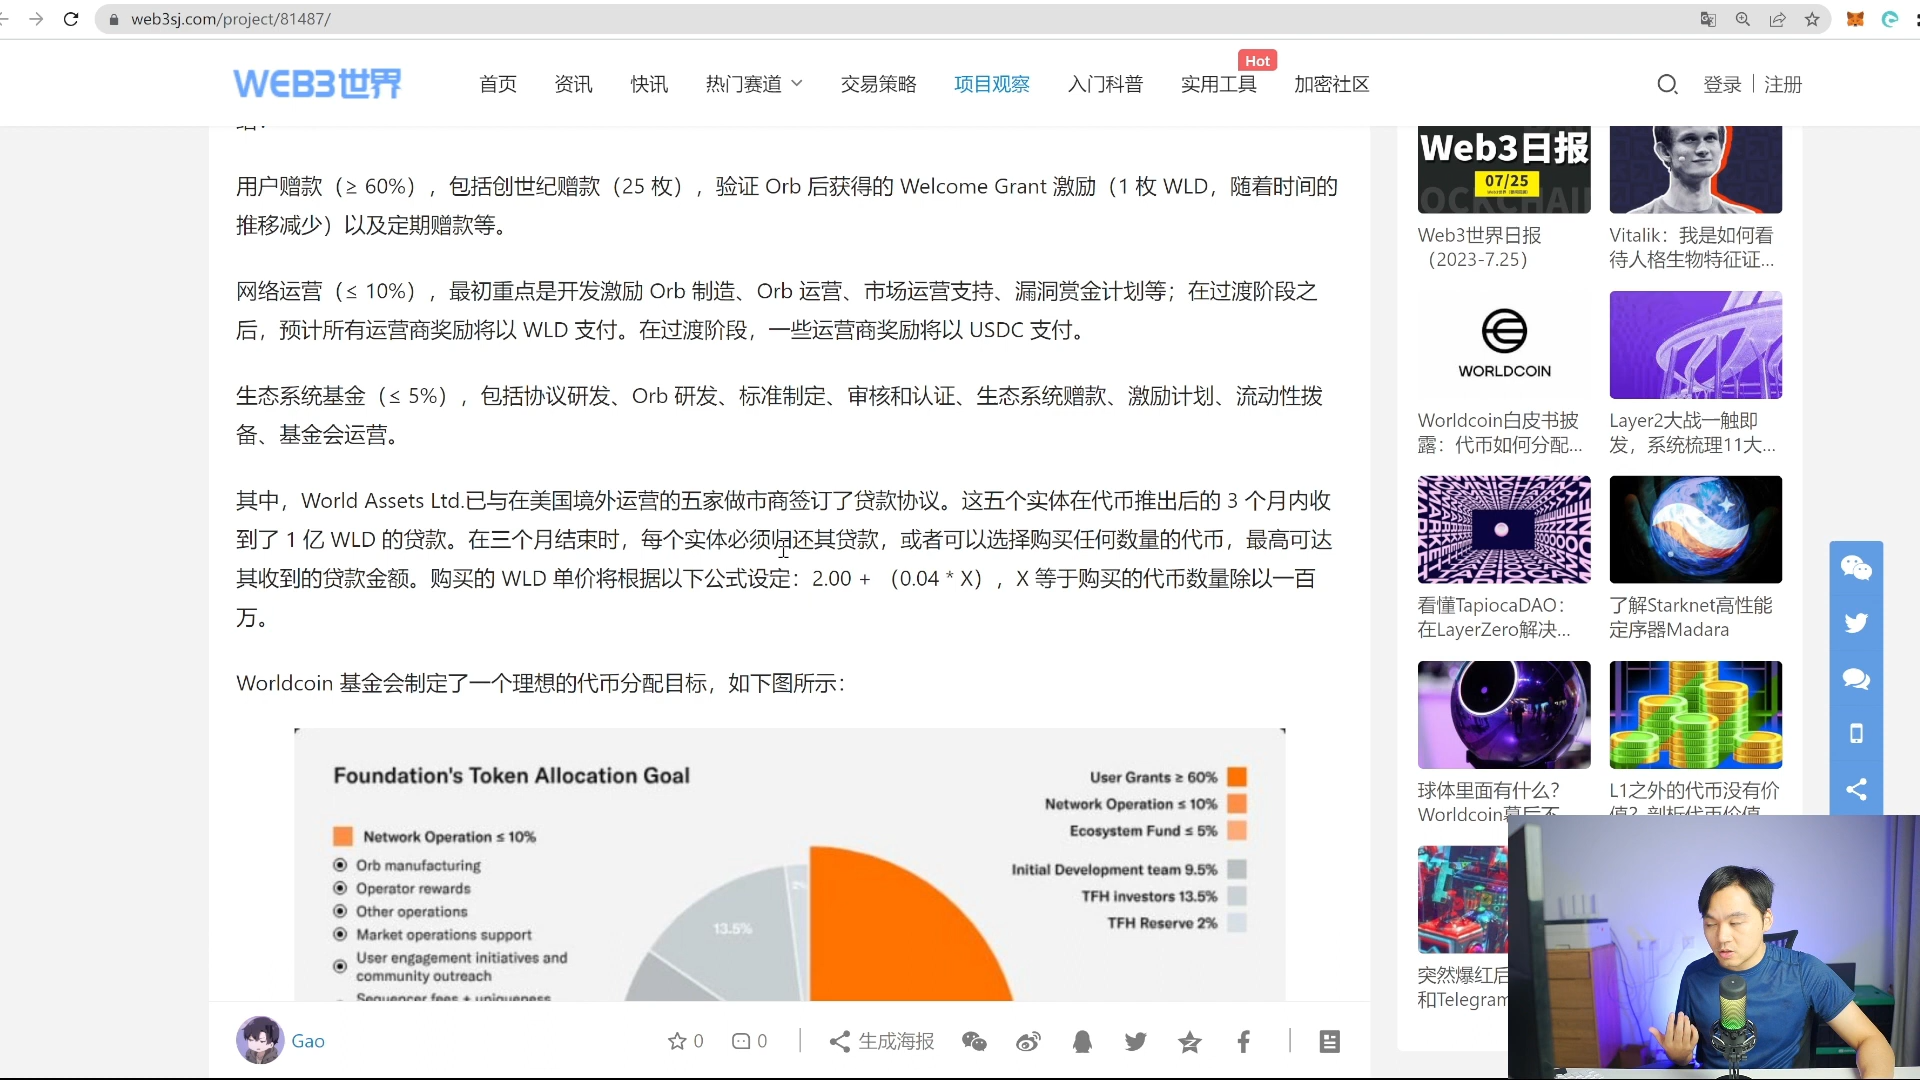 web3sj.com/project/81487/
WEB3世界
首页
资讯
快讯
热门赛道
交易策略
项目观察
入门科普
实用工具
Hot
加密社区
登录
注册
用户赠款（≥ 60%），包括创世纪赠款（25 枚），验证 Orb 后获得的 Welcome Grant 激励（1 枚 WLD，随着时间的
推移减少）以及定期赠款等。
网络运营（≤ 10%），最初重点是开发激励 Orb 制造、Orb 运营、市场运营支持、漏洞赏金计划等；在过渡阶段之
后，预计所有运营商奖励将以 WLD 支付。在过渡阶段，一些运营商奖励将以 USDC 支付。
生态系统基金（≤ 5%），包括协议研发、Orb 研发、标准制定、审核和认证、生态系统赠款、激励计划、流动性拨
备、基金会运营。
其中，World Assets Ltd.已与在美国境外运营的五家做市商签订了贷款协议。这五个实体在代币推出后的 3 个月内收
到了 1 亿 WLD 的贷款。在三个月结束时，每个实体必须归还其贷款，或者可以选择购买任何数量的代币，最高可达
其收到的贷款金额。购买的 WLD 单价将根据以下公式设定：2.00 + （0.04 * X），X 等于购买的代币数量除以一百
万。
Worldcoin 基金会制定了一个理想的代币分配目标，如下图所示：
Foundation's Token Allocation Goal
Network Operation ≤ 10%
Orb manufacturing
Operator rewards
Other operations
Market operations support
User engagement initiatives and
community outreach
Sequencer fees + uniqueness
13.5%
2%
User Grants ≥ 60%
Network Operation ≤ 10%
Ecosystem Fund ≤ 5%
Initial Development team 9.5%
TFH investors 13.5%
TFH Reserve 2%
Gao
0
0
生成海报
Web3日报
07/25
Web3世界日报
（2023-7.25）
Vitalik：我是如何看
待人格生物特征证...
WORLDCOIN
Worldcoin白皮书披
露：代币如何分配...
Layer2大战一触即
发，系统梳理11大...
看懂TapiocaDAO：
在LayerZero解决...
了解Starknet高性能
定序器Madara
球体里面有什么？
Worldcoin幕后不
L1之外的代币没有价
值？剖析代币价值
突然爆红后
和Telegram